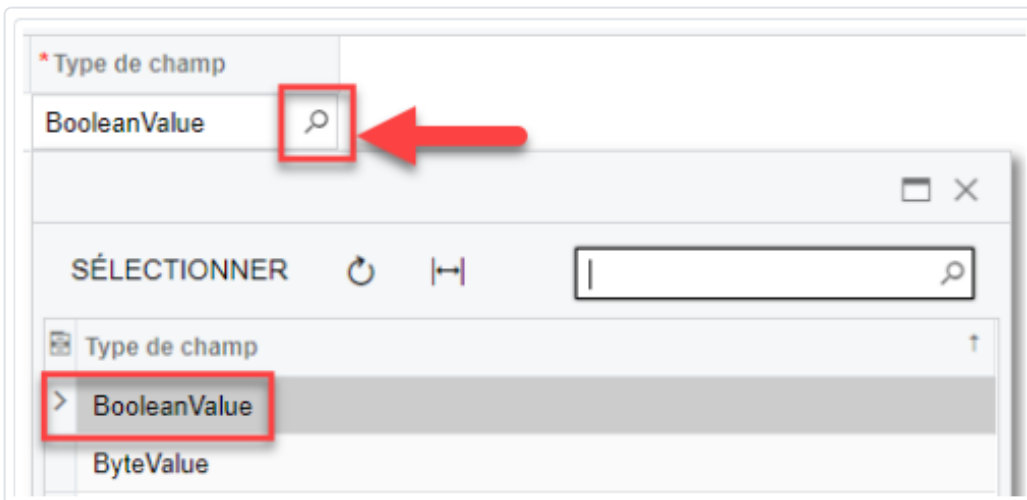 * Type de champ
BooleanValue
SÉLECTIONNER
Type de champ
BooleanValue
ByteValue